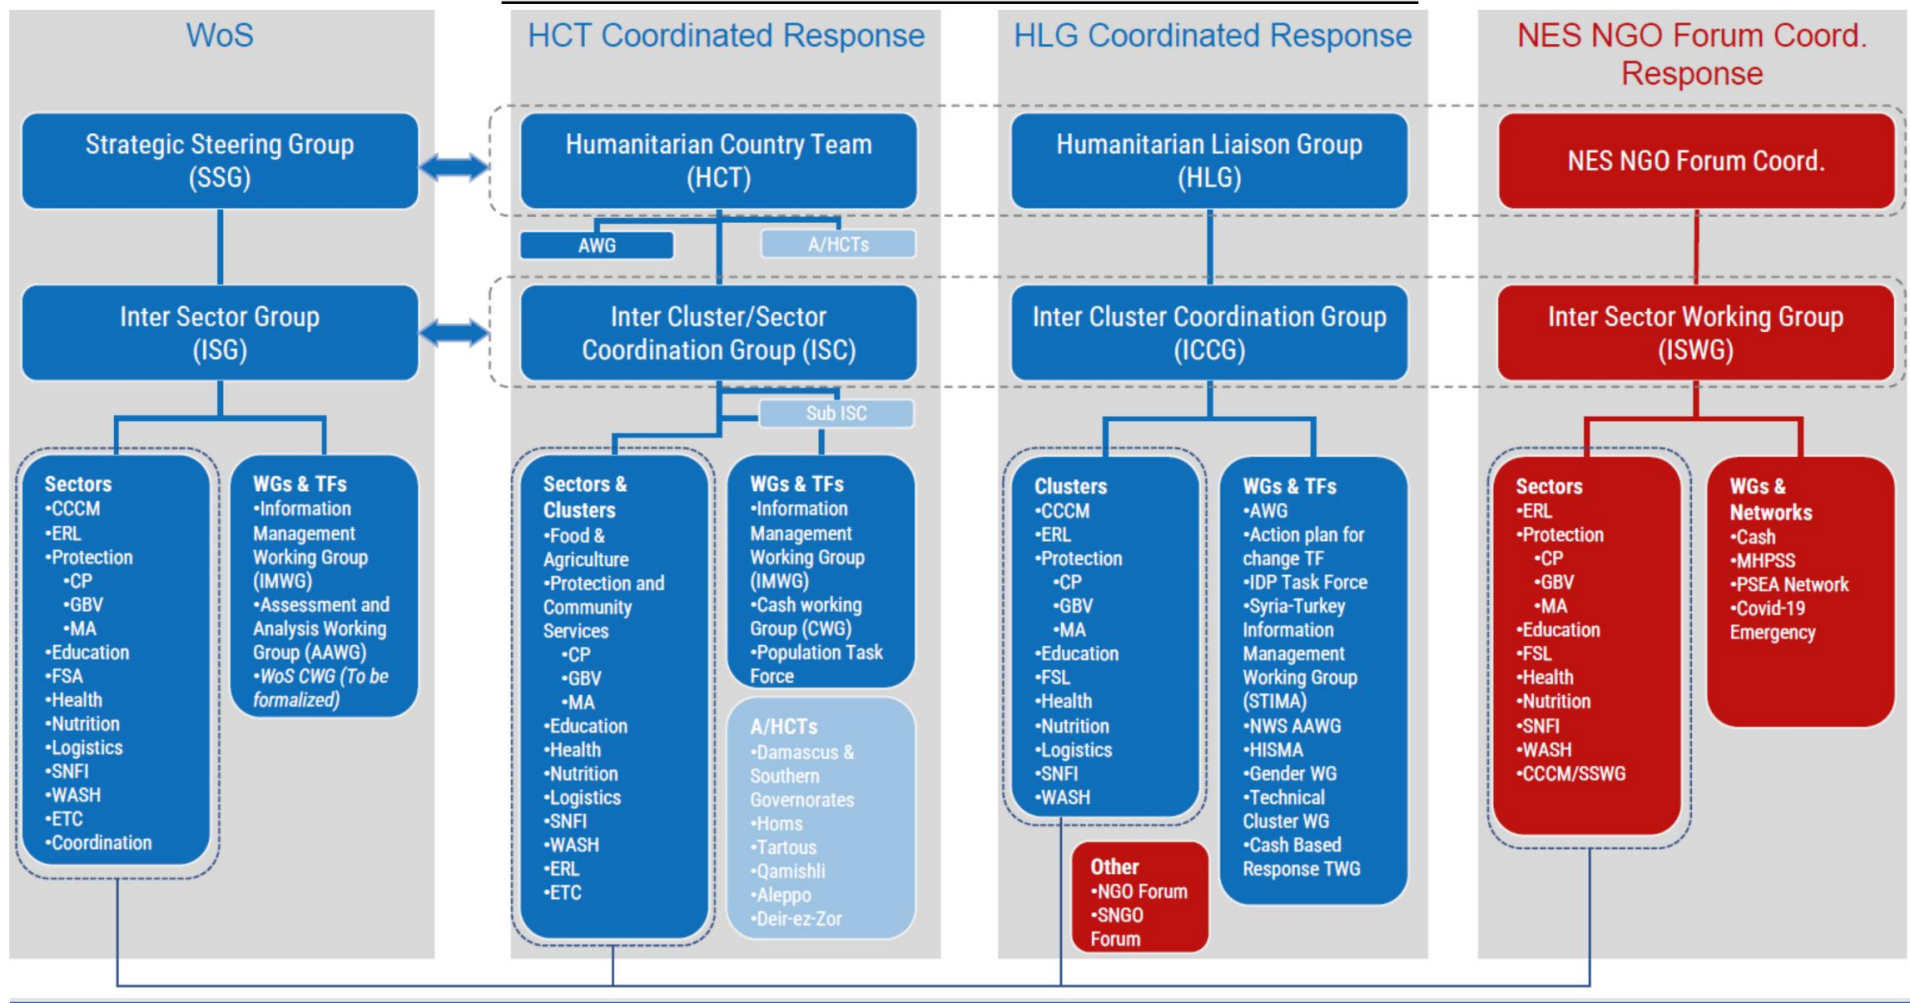 WoS
Strategic Steering Group
(SSG)
Inter Sector Group
(ISG)
Sectors
•CCCM
•ERL
•Protection
•CP
•GBV
•MA
•Education
•FSA
•Health
•Nutrition
•Logistics
•SNFI
•WASH
•ETC
•Coordination
WGs & TFs
•Information
Management
Working Group
(IMWG)
•Assessment and
Analysis Working
Group (AAWG)
•WoS CWG (To be
formalized)
HCT Coordinated Response
Humanitarian Country Team
(HCT)
AWG
A/HCTs
Inter Cluster/Sector
Coordination Group (ISC)
Sub ISC
Sectors &
Clusters
•Food &
Agriculture
•Protection and
Community
Services
•CP
•GBV
•MA
•Education
•Health
•Nutrition
•Logistics
•SNFI
•WASH
•ERL
•ETC
WGs & TFs
•Information
Management
Working Group
(IMWG)
•Cash working
Group (CWG)
•Population Task
Force
A/HCTs
•Damascus &
Southern
Governorates
•Homs
•Tartous
•Qamishli
•Aleppo
•Deir-ez-Zor
HLG Coordinated Response
Humanitarian Liaison Group
(HLG)
Inter Cluster Coordination Group
(ICCG)
Clusters
•CCCM
•ERL
•Protection
•CP
•GBV
•MA
•Education
•FSL
•Health
•Nutrition
•Logistics
•SNFI
•WASH
WGs & TFs
•AWG
•Action plan for
change TF
•IDP Task Force
•Syria-Turkey
Information
Management
Working Group
(STIMA)
•NWS AAWG
•HISMA
•Gender WG
•Technical
Cluster WG
•Cash Based
Response TWG
Other
•NGO Forum
•SNGO
Forum
NES NGO Forum Coord.
Response
NES NGO Forum Coord.
Inter Sector Working Group
(ISWG)
Sectors
•ERL
•Protection
•CP
•GBV
•MA
•Education
•FSL
•Health
•Nutrition
•SNFI
•WASH
•CCCM/SSWG
WGs &
Networks
•Cash
•MHPSS
•PSEA Network
•Covid-19
Emergency